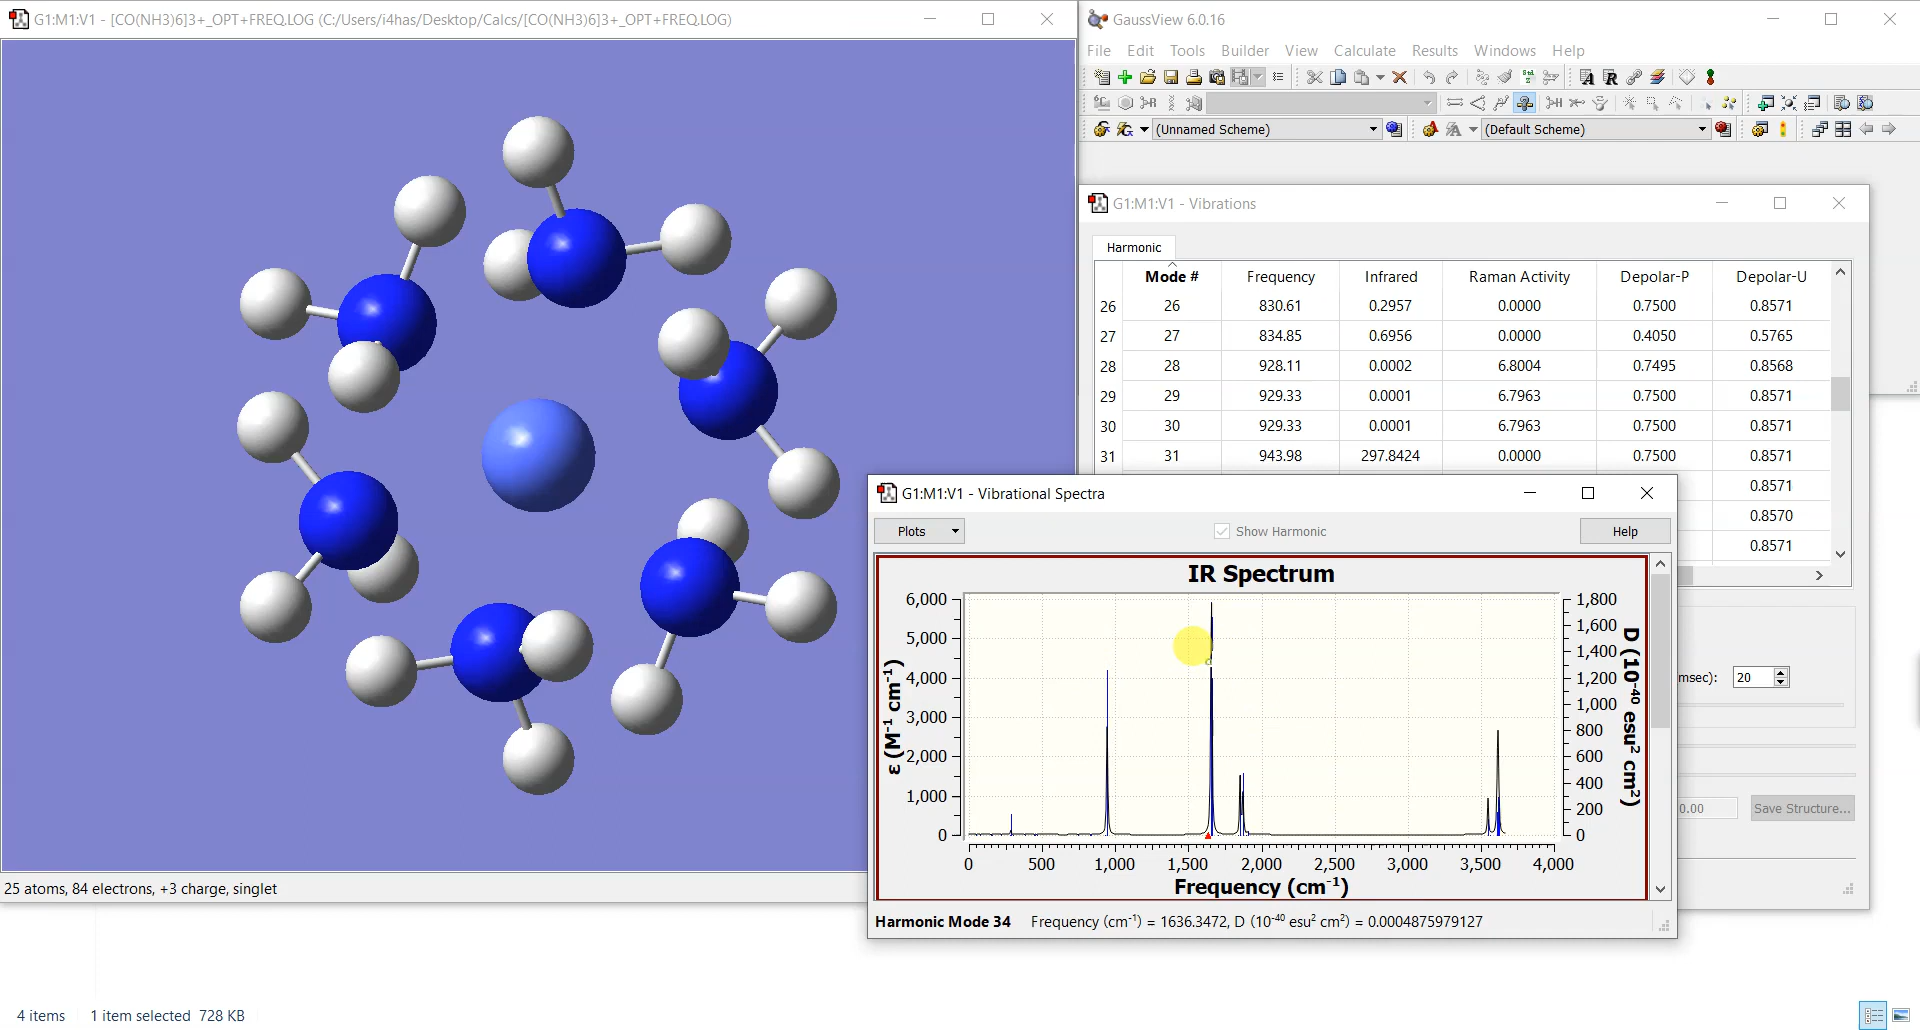 G1:M1:V1 - [CO(NH3)6]3+_OPT+FREQ.LOG (C:/Users/i4has/Desktop/Calcs/[CO(NH3)6]3+_OPT+FREQ.LOG)
GaussView 6.0.16
File Edit Tools Builder View Calculate Results Windows Help
(Unnamed Scheme) (Default Scheme)
G1:M1:V1 - Vibrations
Harmonic
Mode # Frequency Infrared Raman Activity Depolar-P Depolar-U
26 26 830.61 0.2957 0.0000 0.7500 0.8571
27 27 834.85 0.6956 0.0000 0.4050 0.5765
28 28 928.11 0.0002 6.8004 0.7495 0.8568
29 29 929.33 0.0001 6.7963 0.7500 0.8571
30 30 929.33 0.0001 6.7963 0.7500 0.8571
31 31 943.98 297.8424 0.0000 0.7500 0.8571
0.8571
0.8570
0.8571
msec): 20
0.00 Save Structure...
G1:M1:V1 - Vibrational Spectra
Plots Show Harmonic Help
IR Spectrum
6,000
5,000
4,000
3,000
2,000
1,000
0
ε (M⁻¹ cm⁻¹)
1,800
1,600
1,400
1,200
1,000
800
600
400
200
0
D (10⁻⁴⁰ esu² cm²)
0 500 1,000 1,500 2,000 2,500 3,000 3,500 4,000
Frequency (cm⁻¹)
Harmonic Mode 34 Frequency (cm⁻¹) = 1636.3472, D (10⁻⁴⁰ esu² cm²) = 0.0004875979127
25 atoms, 84 electrons, +3 charge, singlet
4 items 1 item selected 728 KB